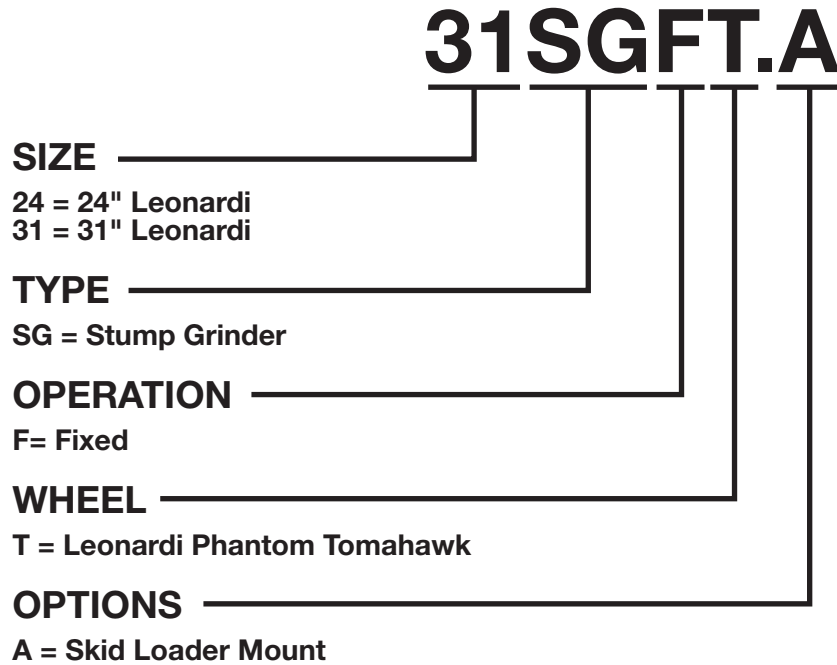 31SGFT.A
SIZE
24 = 24" Leonardi
31 = 31" Leonardi
TYPE
SG = Stump Grinder
OPERATION
F= Fixed
WHEEL
T = Leonardi Phantom Tomahawk
OPTIONS
A = Skid Loader Mount